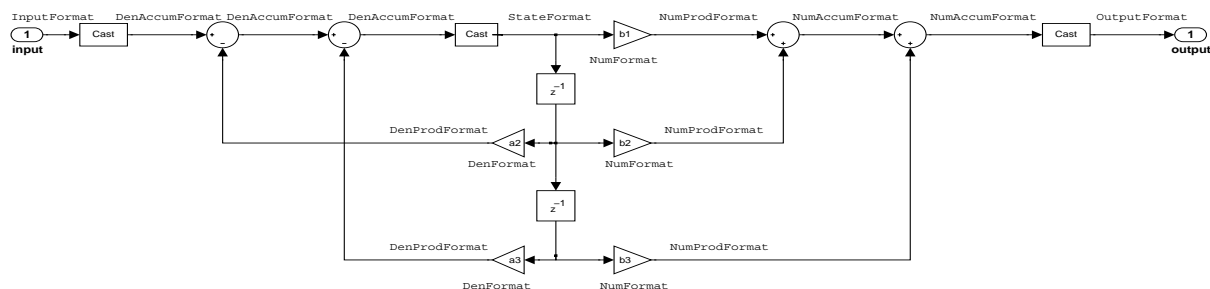 InputFormat DenAccumFormat DenAccumFormat DenAccumFormat StateFormat NumProdFormat NumAccumFormat NumAccumFormat OutputFormat
1 Cast + + Cast b1 + + Cast 1
input − − NumFormat + + output
z⁻¹
DenProdFormat NumProdFormat
a2 b2
DenFormat NumFormat
z⁻¹
DenProdFormat NumProdFormat
a3 b3
DenFormat NumFormat